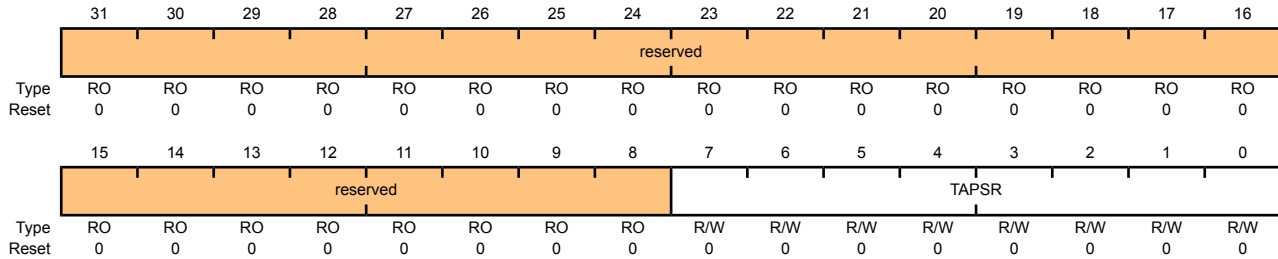 31 30 29 28 27 26 25 24 23 22 21 20 19 18 17 16
reserved
Type RO RO RO RO RO RO RO RO RO RO RO RO RO RO RO RO
Reset 0 0 0 0 0 0 0 0 0 0 0 0 0 0 0 0
15 14 13 12 11 10 9 8 7 6 5 4 3 2 1 0
reserved TAPSR
Type RO RO RO RO RO RO RO RO R/W R/W R/W R/W R/W R/W R/W R/W
Reset 0 0 0 0 0 0 0 0 0 0 0 0 0 0 0 0